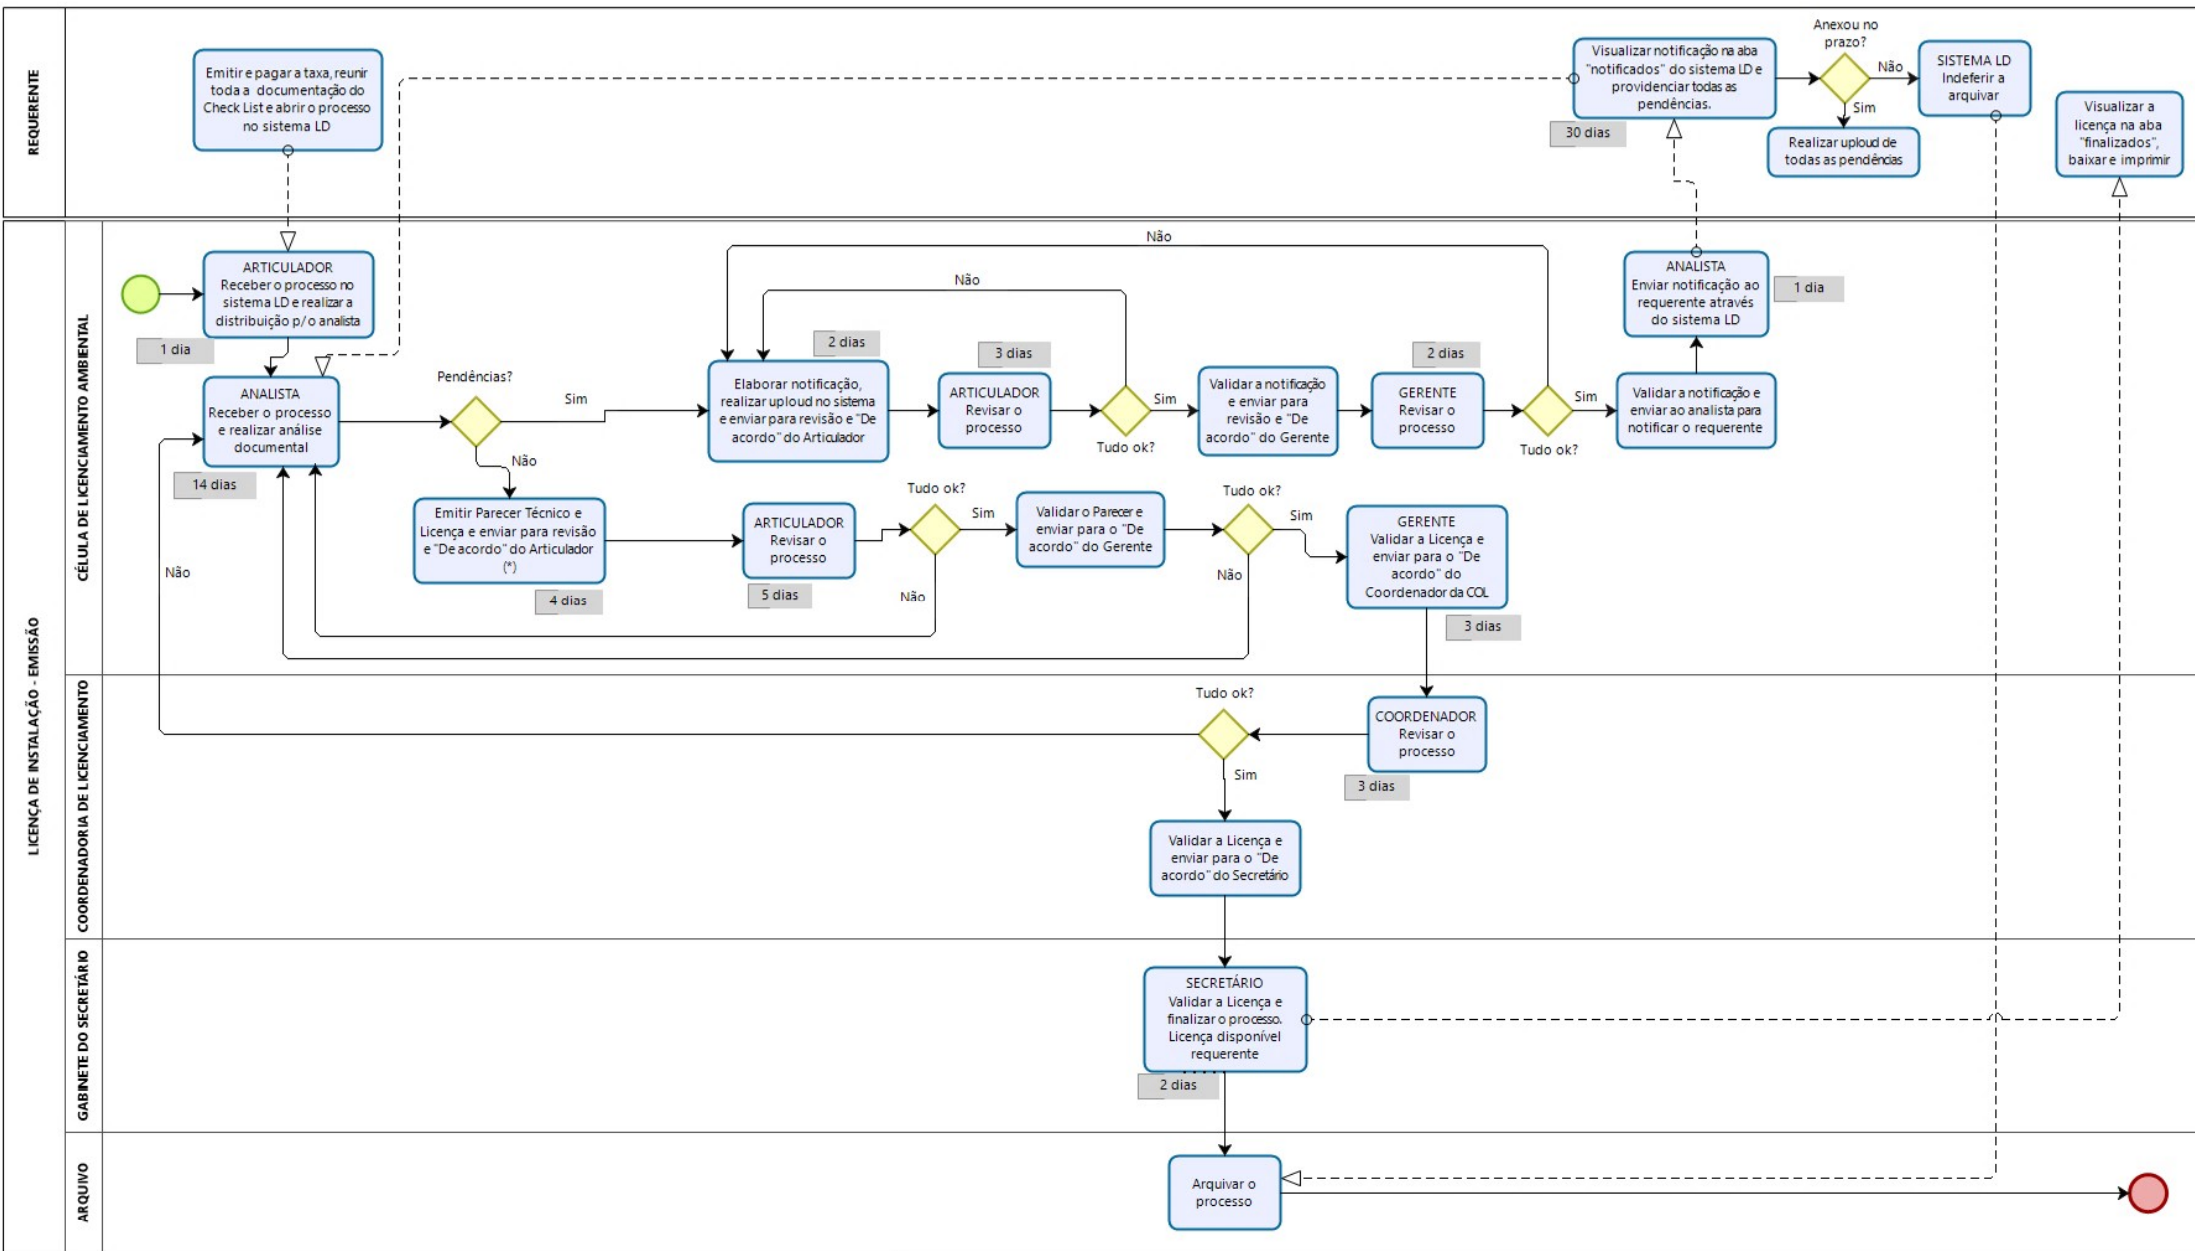 REQUERENTE
Emitir e pagar a taxa, reunir
toda a documentação do
Check List e abrir o processo
no sistema LD
Visualizar notificação na aba
"notificados" do sistema LD e
providenciar todas as
pendências.
30 dias
Anexou no
prazo?
Não
Sim
SISTEMA LD
Indeferir a
arquivar
Realizar uploud de
todas as pendências
Visualizar a
licença na aba
"finalizados",
baixar e imprimir
LICENÇA DE INSTALAÇÃO - EMISSÃO
CÉLULA DE LICENCIAMENTO AMBIENTAL
ARTICULADOR
Receber o processo no
sistema LD e realizar a
distribuição p/ o analista
1 dia
ANALISTA
Receber o processo
e realizar análise
documental
14 dias
Pendências?
Sim
Não
Elaborar notificação,
realizar uploud no sistema
e enviar para revisão e "De
acordo" do Articulador
2 dias
ARTICULADOR
Revisar o
processo
3 dias
Não
Não
Sim
Tudo ok?
Validar a notificação
e enviar para
revisão e "De
acordo" do Gerente
GERENTE
Revisar o
processo
2 dias
Sim
Tudo ok?
Validar a notificação e
enviar ao analista para
notificar o requerente
ANALISTA
Enviar notificação ao
requerente através
do sistema LD
1 dia
Emitir Parecer Técnico e
Licença e enviar para revisão
e "De acordo" do Articulador
(*)
4 dias
ARTICULADOR
Revisar o
processo
5 dias
Tudo ok?
Sim
Não
Validar o Parecer e
enviar para o "De
acordo" do Gerente
Tudo ok?
Sim
Não
GERENTE
Validar a Licença e
enviar para o "De
acordo" do
Coordenador da COL
3 dias
Não
COORDENADORIA DE LICENCIAMENTO
COORDENADOR
Revisar o
processo
3 dias
Tudo ok?
Sim
Validar a Licença e
enviar para o "De
acordo" do Secretário
GABINETE DO SECRETÁRIO
SECRETÁRIO
Validar a Licença e
finalizar o processo.
Licença disponível
requerente
2 dias
ARQUIVO
Arquivar o
processo